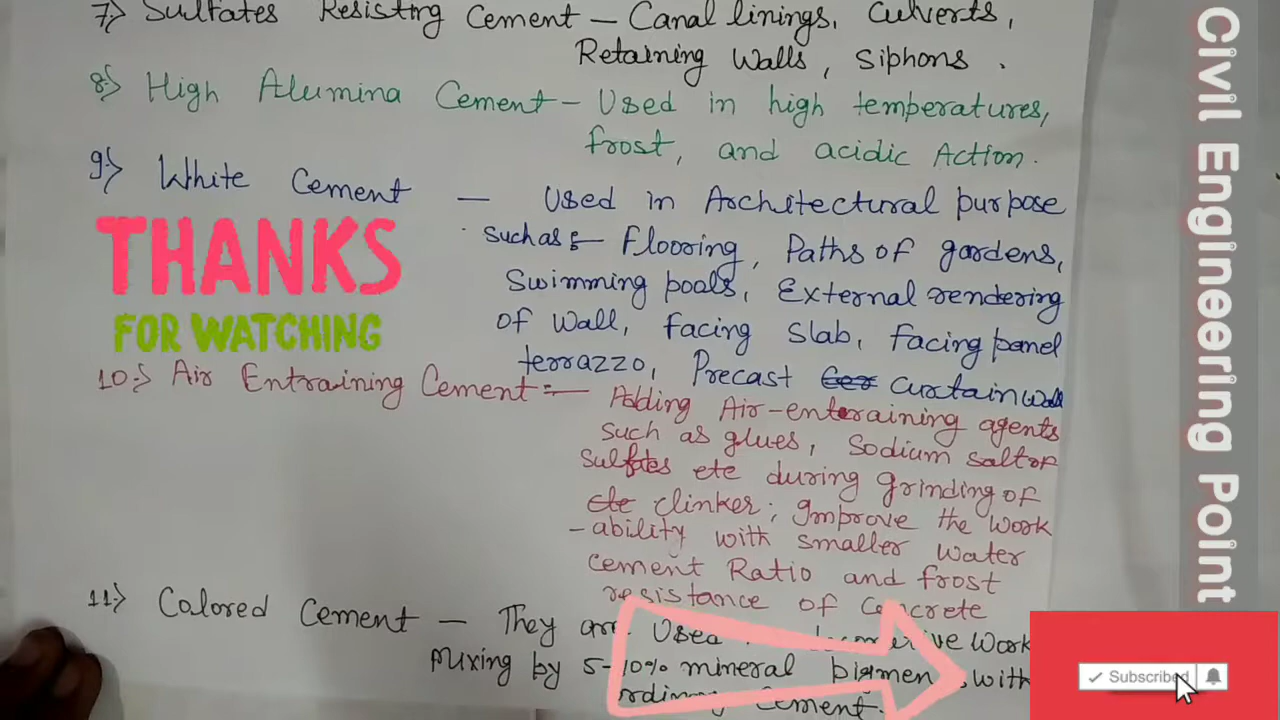 7) Sulfates Resisting Cement – Canal linings, Culverts,
Retaining Walls, Siphons.
8) High Alumina Cement – Used in high temperatures,
frost, and acidic Action.
9) White Cement – Used in Architectural purpose
such as :– Flooring, Paths of gardens,
Swimming pools, External rendering
of Wall, facing Slab, facing panel
terrazzo, Precast curtain wall
THANKS
FOR WATCHING
10) Air Entraining Cement :– Adding Air-entraining agents
such as glues, Sodium salt of
sulfates etc during grinding of
clinker; Improve the work
-ability with smaller water
cement Ratio and frost
resistance of Concrete
11) Colored Cement – They are Used work
Mixing by 5-10% mineral pigmen with
cement.
Civil Engineering Point
Subscribed